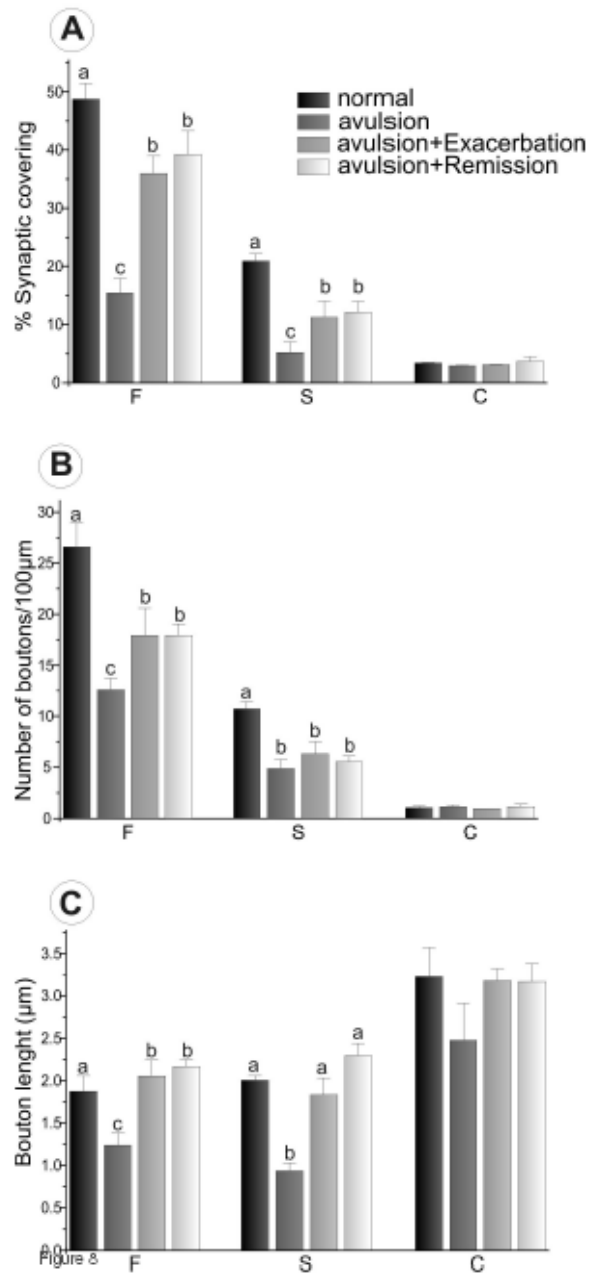 A
a
50
normal
avulsion
avulsion+Exacerbation
avulsion+Remission
b
b
40
% Synaptic covering
30
a
20
c
b
b
10
c
0
F
S
C
B
30
a
Number of boutons/100µm
25
b
b
20
15
c
a
10
b
b
b
5
0
F
S
C
C
3.5
Bouton lenght (µm)
3.0
2.5
a
b
b
a
a
a
2.0
c
1.5
b
1.0
0.5
0.0
Figure 8
F
S
C